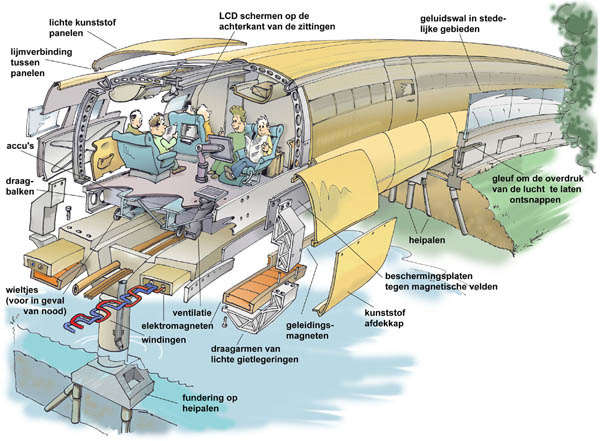 lichte kunststof
panelen
LCD schermen op de
achterkant van de zittingen
geluidswal in stede-
lijke gebieden
lijmverbinding
tussen
panelen
accu's
draag-
balken
gleuf om de overdruk
van de lucht te laten
ontsnappen
heipalen
beschermingsplaten
tegen magnetische velden
wieltjes
(voor in geval
van nood)
ventilatie
elektromageten
windingen
geleidings-
magneten
kunststof
afdekkap
draagarmen van
lichte gietlegeringen
fundering op
heipalen